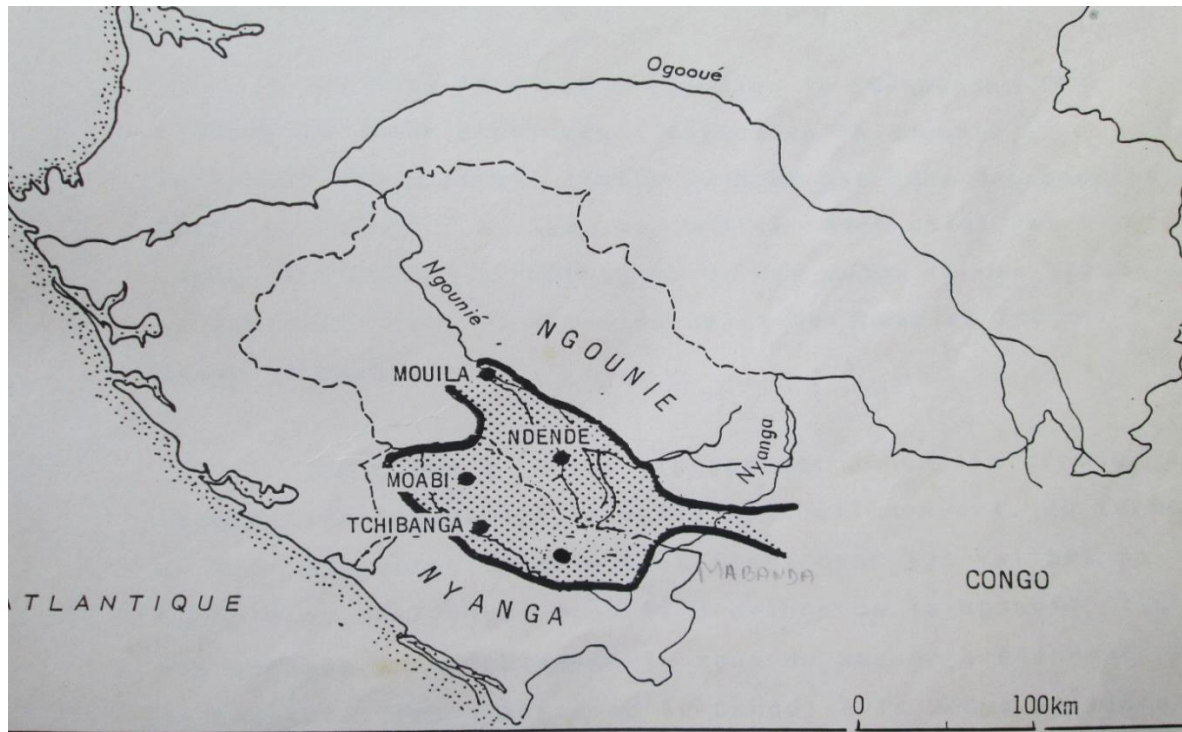 Ogooué
Ngounié
NGOUNIE
MOUILA
NDENDE
Nyanga
MOABI
TCHIBANGA
MABANDA
CONGO
NYANGA
ATLANTIQUE
0 100km